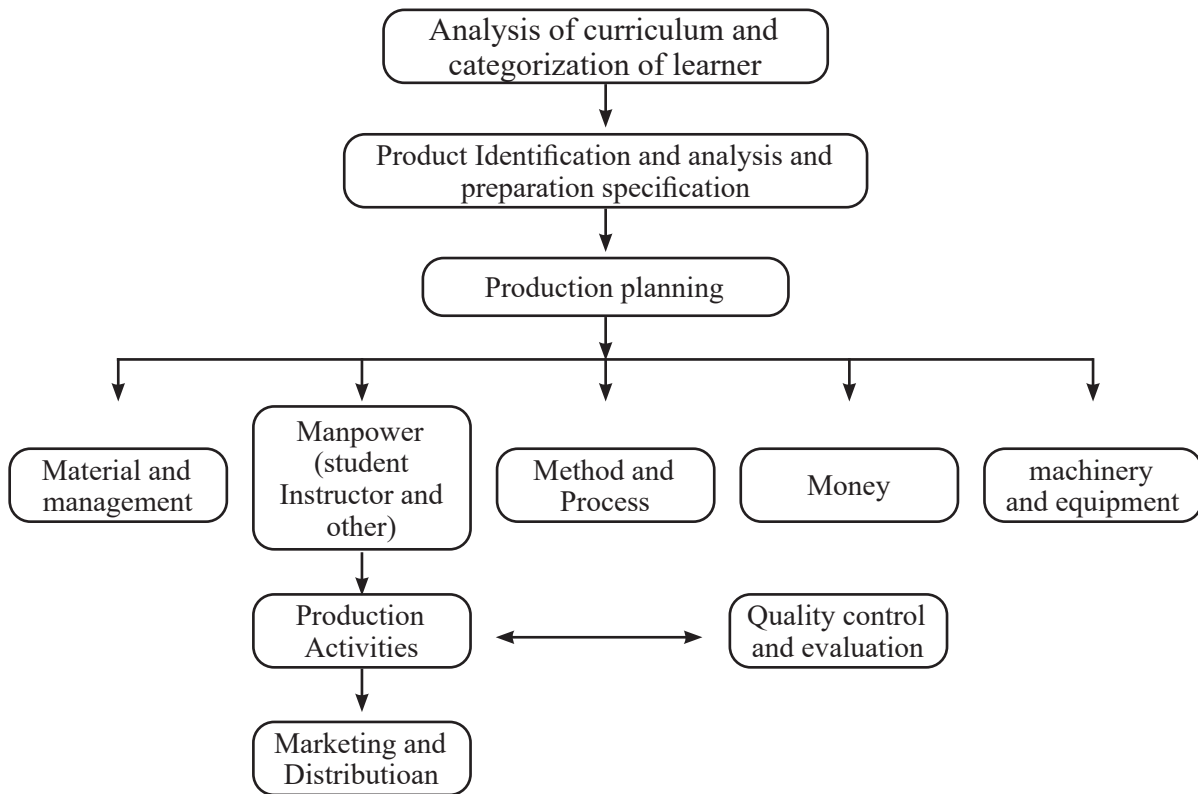 Analysis of curriculum and
categorization of learner
Product Identification and analysis and
preparation specification
Production planning
Material and
management
Manpower
(student
Instructor and
other)
Method and
Process
Money
machinery
and equipment
Production
Activities
Quality control
and evaluation
Marketing and
Distributioan